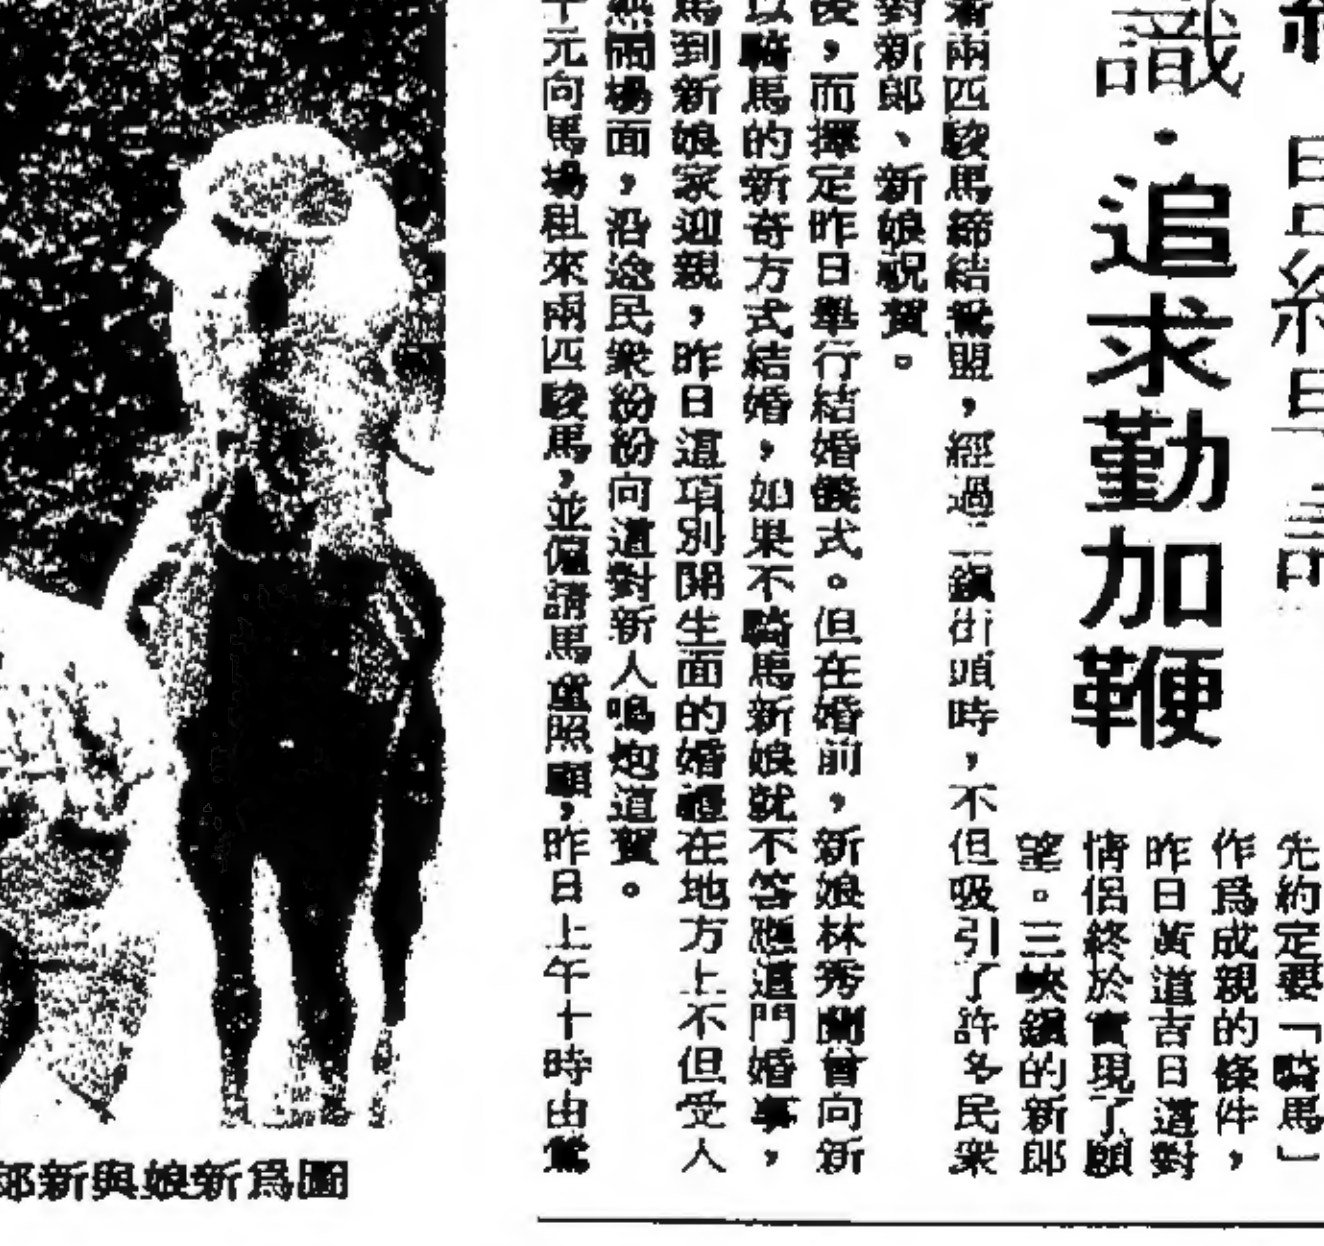 識・追求勤加鞭
先約定要「騎馬」
作爲成親的條件，
昨日黃道吉日這對
情侶終於實現了願
望。三峽鎮的新郎
兩匹駿馬締結鴛盟，經過三鎮街頭時，不但吸引了許多民衆
對新郎、新娘祝賀。
後，而擇定昨日舉行結婚儀式。但在婚前，新娘林秀蘭曾向新
以騎馬的新奇方式結婚，如果不騎馬新娘就不答應這門婚事，
馬到新娘家迎親，昨日這項別開生面的婚禮在地方上不但受人
熱鬧場面，沿途民衆紛紛向這對新人鳴炮道賀。
千元向馬場租來兩匹駿馬，並僱請馬童照顧，昨日上午十時由鶯
郎新與娘新爲圖